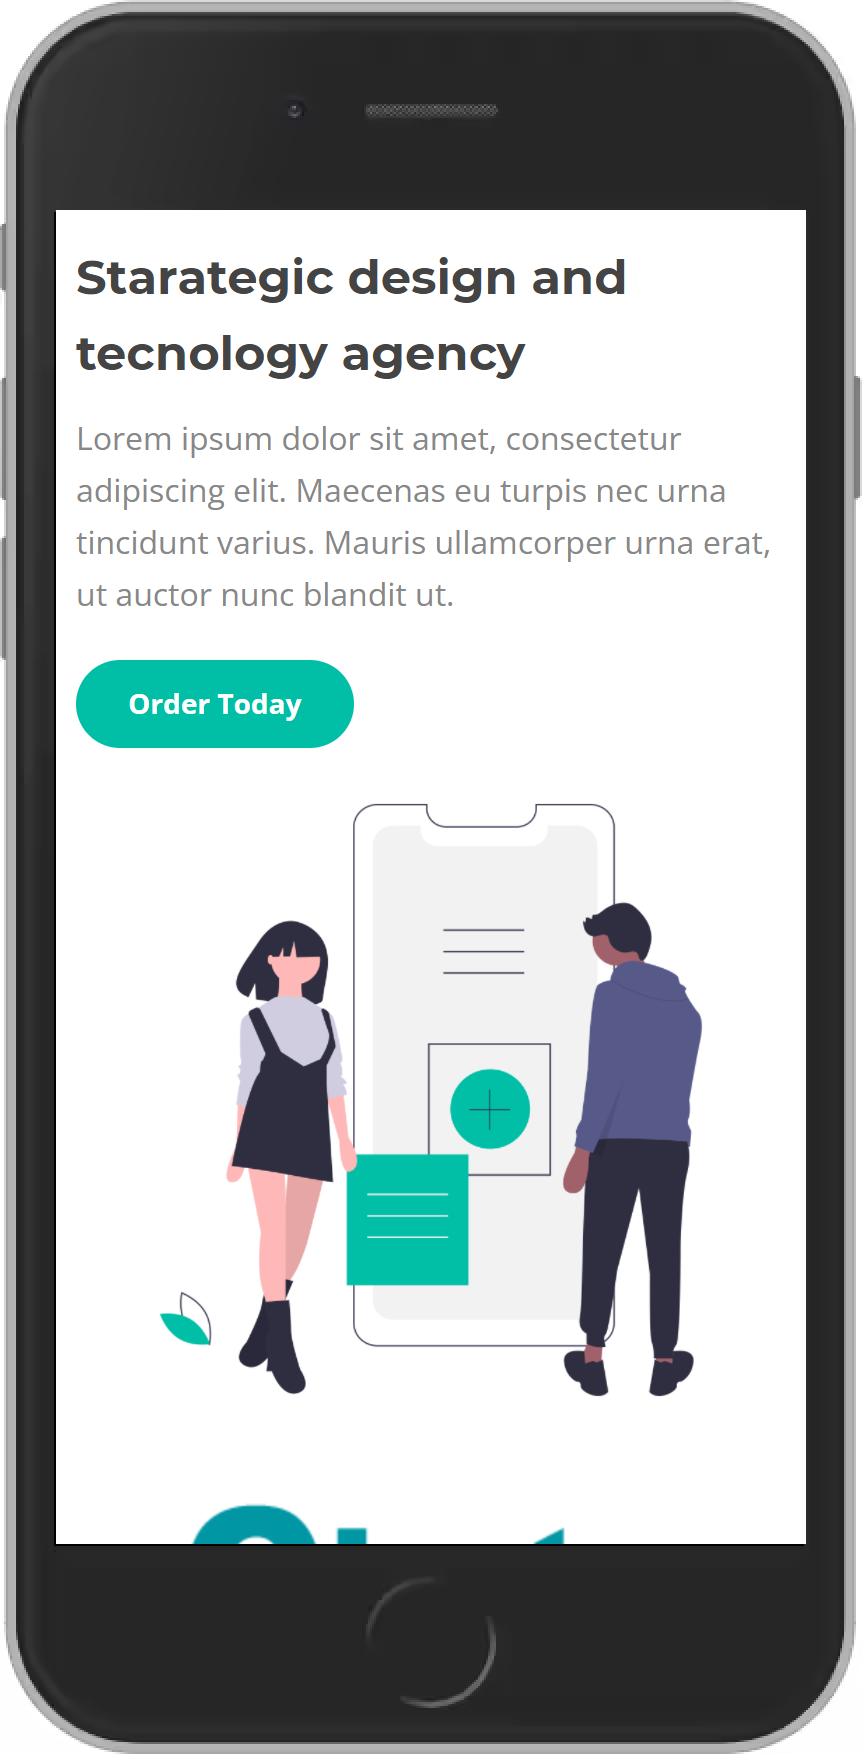 Starategic design and
tecnology agency
Lorem ipsum dolor sit amet, consectetur
adipiscing elit. Maecenas eu turpis nec urna
tincidunt varius. Mauris ullamcorper urna erat,
ut auctor nunc blandit ut.
Order Today